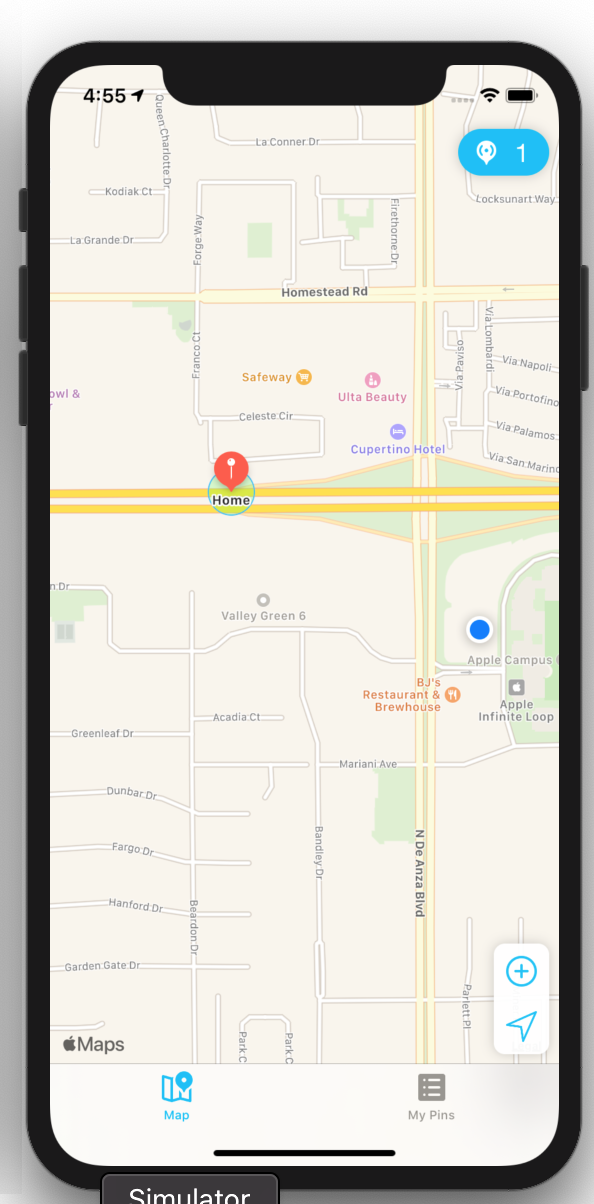 4:55
Queen Charlotte Dr
La Conner Dr
1
Kodiak Ct
Locksunart Way
Forge Way
Firethorne Dr
La Grande Dr
Homestead Rd
Via Lombardi
Franco Ct
Via Paviso
Via Napoli
Safeway
Ulta Beauty
owl &
Via Portofino
Celeste Cir
Via Palamos
Cupertino Hotel
Via San Marino
Home
n Dr
Valley Green 6
Apple Campus
BJ's
Restaurant &
Brewhouse
Apple
Infinite Loop
Acadia Ct
Greenleaf Dr
Mariani Ave
Dunbar Dr
Bandley Dr
N De Anza Blvd
Fargo Dr
Hanford Dr
Beardon Dr
Garden Gate Dr
Parlett Pl
Park C
Park C
Maps
Map
My Pins
Simulator